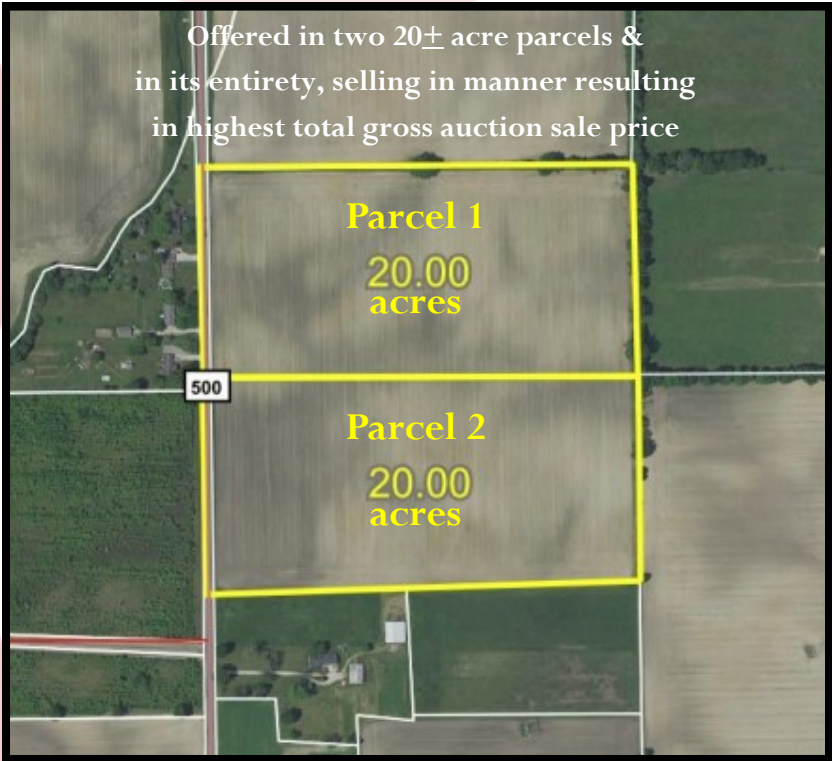 Offered in two 20± acre parcels &
in its entirety, selling in manner resulting
in highest total gross auction sale price
Parcel 1
20.00
acres
500
Parcel 2
20.00
acres